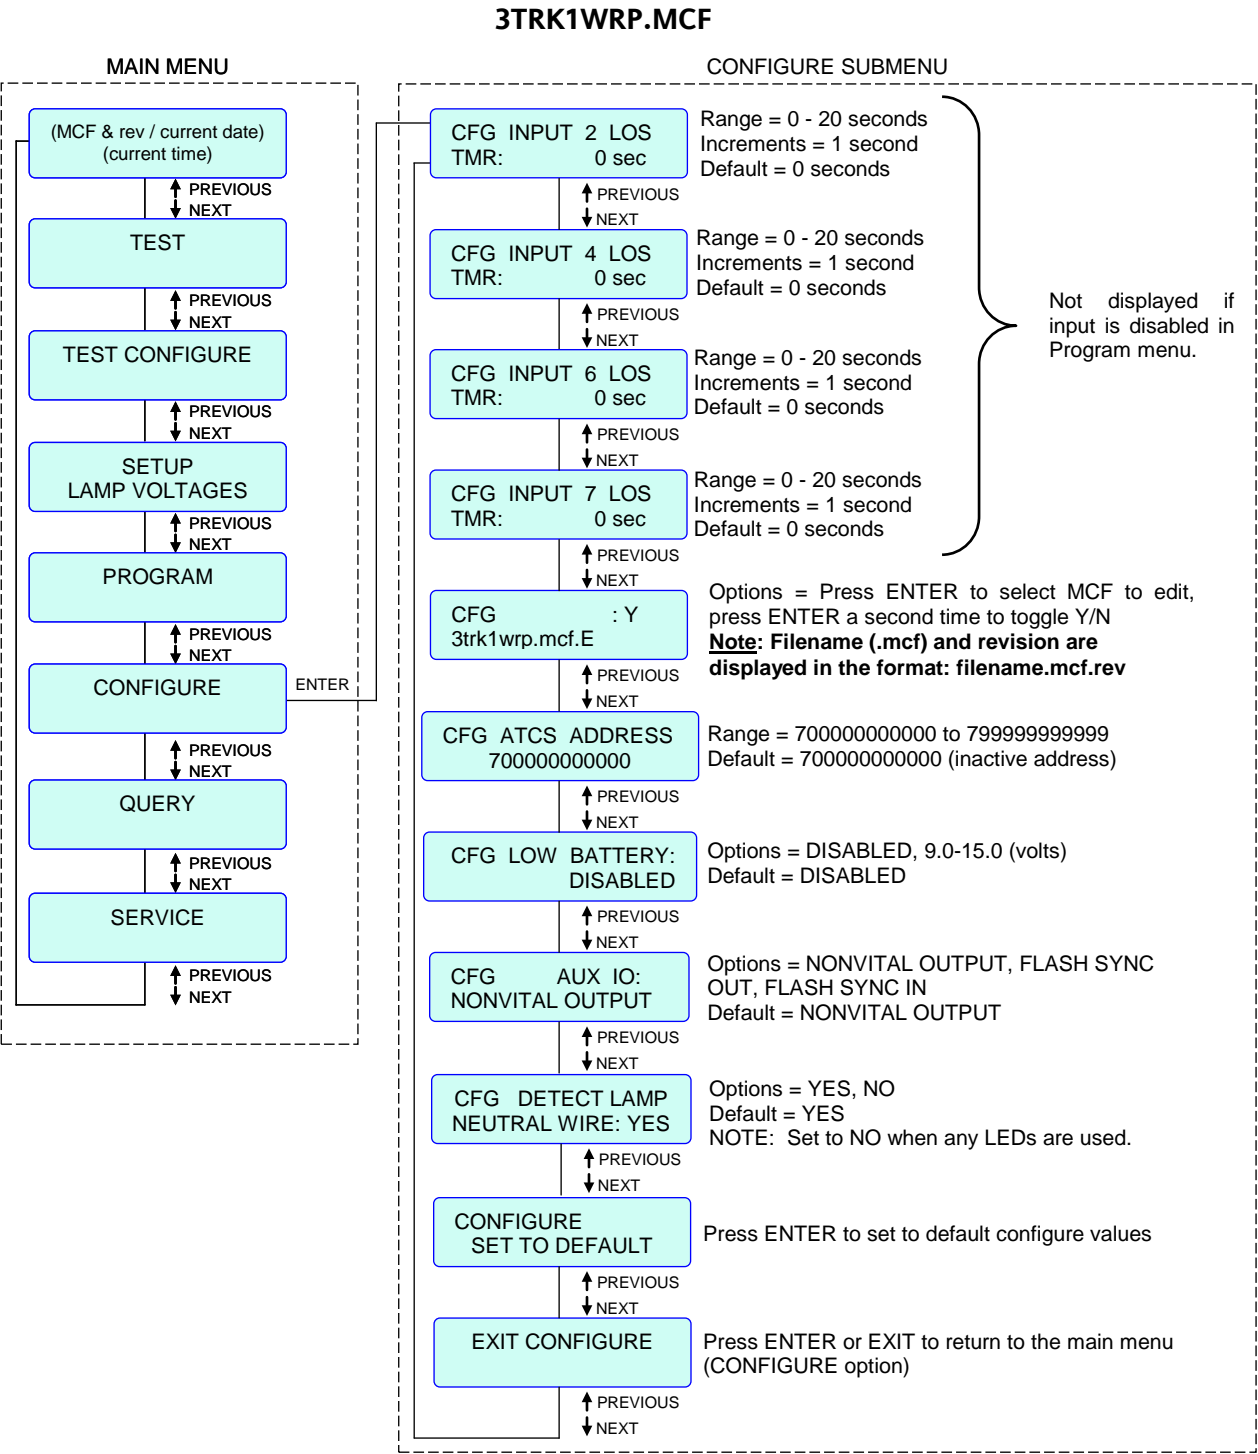 3TRK1WRP.MCF
MAIN MENU
(MCF & rev / current date)
(current time)
PREVIOUS
NEXT
TEST
PREVIOUS
NEXT
TEST CONFIGURE
PREVIOUS
NEXT
SETUP
LAMP VOLTAGES
PREVIOUS
NEXT
PROGRAM
PREVIOUS
NEXT
CONFIGURE
ENTER
PREVIOUS
NEXT
QUERY
PREVIOUS
NEXT
SERVICE
PREVIOUS
NEXT
CONFIGURE SUBMENU
CFG INPUT 2 LOS
TMR: 0 sec
Range = 0 - 20 seconds
Increments = 1 second
Default = 0 seconds
PREVIOUS
NEXT
CFG INPUT 4 LOS
TMR: 0 sec
Range = 0 - 20 seconds
Increments = 1 second
Default = 0 seconds
PREVIOUS
NEXT
CFG INPUT 6 LOS
TMR: 0 sec
Range = 0 - 20 seconds
Increments = 1 second
Default = 0 seconds
PREVIOUS
NEXT
CFG INPUT 7 LOS
TMR: 0 sec
Range = 0 - 20 seconds
Increments = 1 second
Default = 0 seconds
Not displayed if
input is disabled in
Program menu.
PREVIOUS
NEXT
CFG : Y
3trk1wrp.mcf.E
Options = Press ENTER to select MCF to edit,
press ENTER a second time to toggle Y/N
Note: Filename (.mcf) and revision are
displayed in the format: filename.mcf.rev
PREVIOUS
NEXT
CFG ATCS ADDRESS
700000000000
Range = 700000000000 to 799999999999
Default = 700000000000 (inactive address)
PREVIOUS
NEXT
CFG LOW BATTERY:
DISABLED
Options = DISABLED, 9.0-15.0 (volts)
Default = DISABLED
PREVIOUS
NEXT
CFG AUX IO:
NONVITAL OUTPUT
Options = NONVITAL OUTPUT, FLASH SYNC
OUT, FLASH SYNC IN
Default = NONVITAL OUTPUT
PREVIOUS
NEXT
CFG DETECT LAMP
NEUTRAL WIRE: YES
Options = YES, NO
Default = YES
NOTE: Set to NO when any LEDs are used.
PREVIOUS
NEXT
CONFIGURE
SET TO DEFAULT
Press ENTER to set to default configure values
PREVIOUS
NEXT
EXIT CONFIGURE
Press ENTER or EXIT to return to the main menu
(CONFIGURE option)
PREVIOUS
NEXT